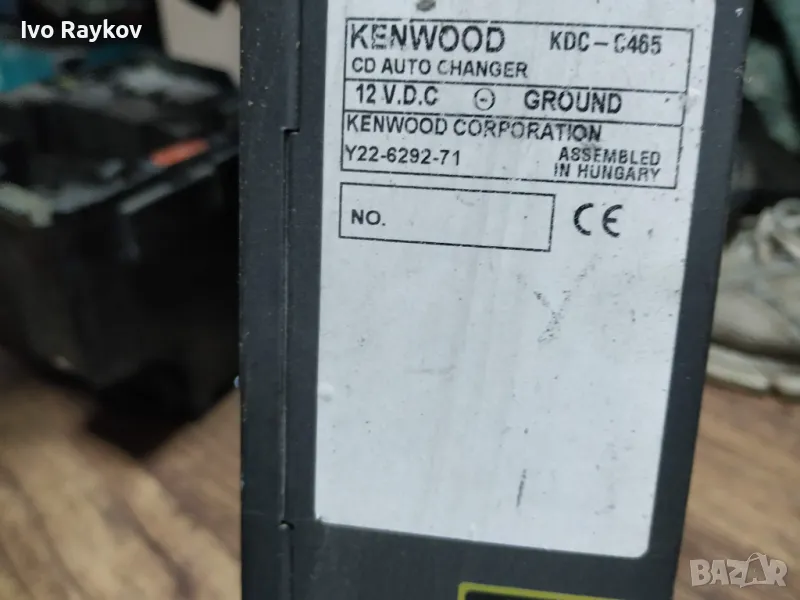 Ivo Raykov
KENWOOD KDC-C465
CD AUTO CHANGER
12 V.D.C ⊖ GROUND
KENWOOD CORPORATION
Y22-6292-71 ASSEMBLED
IN HUNGARY
NO. CE
BAZAR